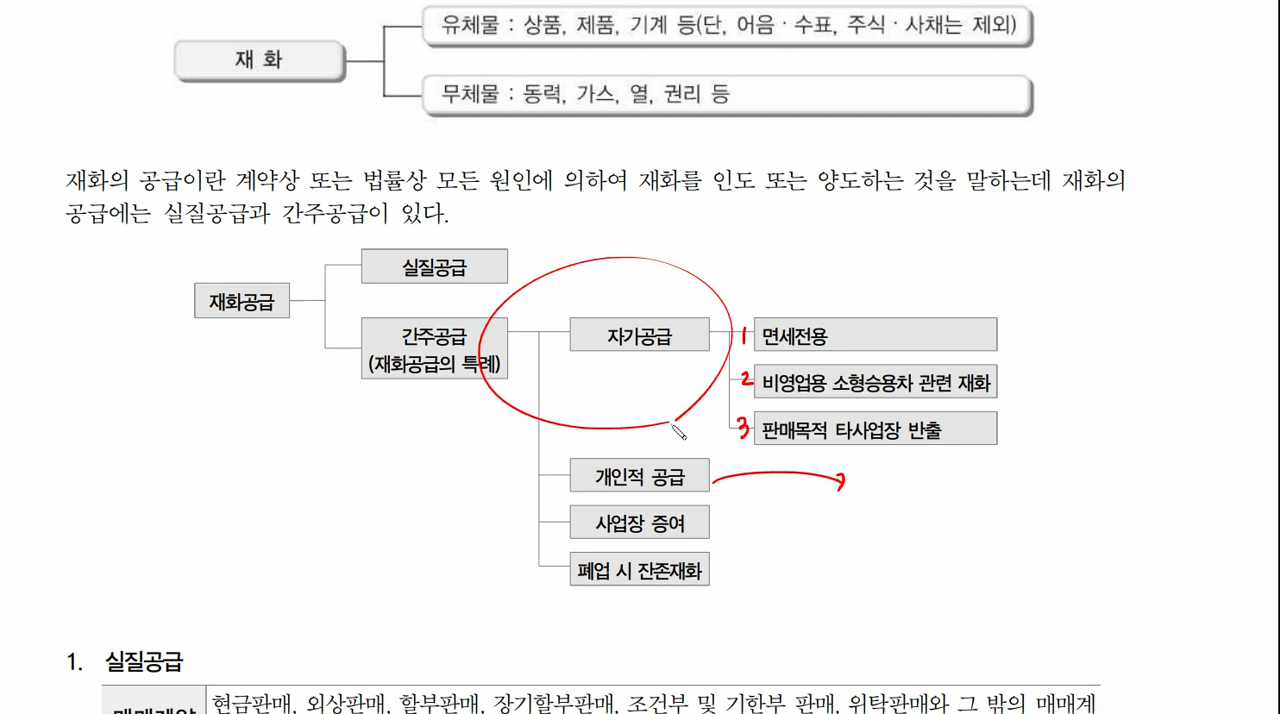 재 화
유체물 : 상품, 제품, 기계 등(단, 어음 · 수표, 주식 · 사채는 제외)
무체물 : 동력, 가스, 열, 권리 등
재화의 공급이란 계약상 또는 법률상 모든 원인에 의하여 재화를 인도 또는 양도하는 것을 말하는데 재화의
공급에는 실질공급과 간주공급이 있다.
재화공급
실질공급
간주공급
(재화공급의 특례)
자가공급
1 면세전용
2 비영업용 소형승용차 관련 재화
3 판매목적 타사업장 반출
개인적 공급
사업장 증여
폐업 시 잔존재화
1. 실질공급
현금판매, 외상판매, 할부판매, 장기할부판매, 조건부 및 기한부 판매, 위탁판매와 그 밖의 매매계